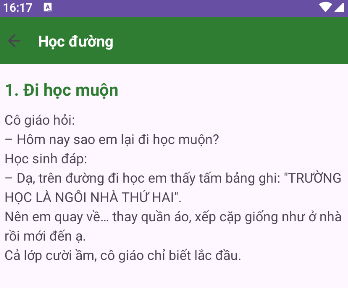 16:17
A
Học đường
1. Đi học muộn
Cô giáo hỏi:
– Hôm nay sao em lại đi học muộn?
Học sinh đáp:
– Dạ, trên đường đi học em thấy tấm bảng ghi: "TRƯỜNG
HỌC LÀ NGÔI NHÀ THỨ HAI".
Nên em quay về… thay quần áo, xếp cặp giống như ở nhà
rồi mới đến ạ.
Cả lớp cười ầm, cô giáo chỉ biết lắc đầu.